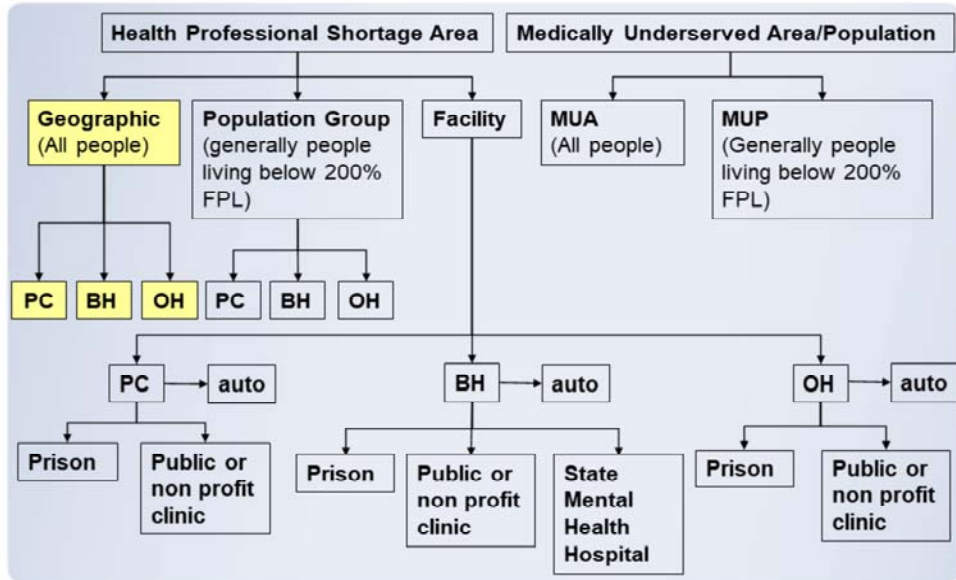 Health Professional Shortage Area
Medically Underserved Area/Population
Geographic
(All people)
Population Group
(generally people
living below 200%
FPL)
Facility
MUA
(All people)
MUP
(Generally people
living below 200%
FPL)
PC
BH
OH
PC
BH
OH
PC
auto
BH
auto
OH
auto
Prison
Public or
non profit
clinic
Prison
Public or
non profit
clinic
State
Mental
Health
Hospital
Prison
Public or
non profit
clinic